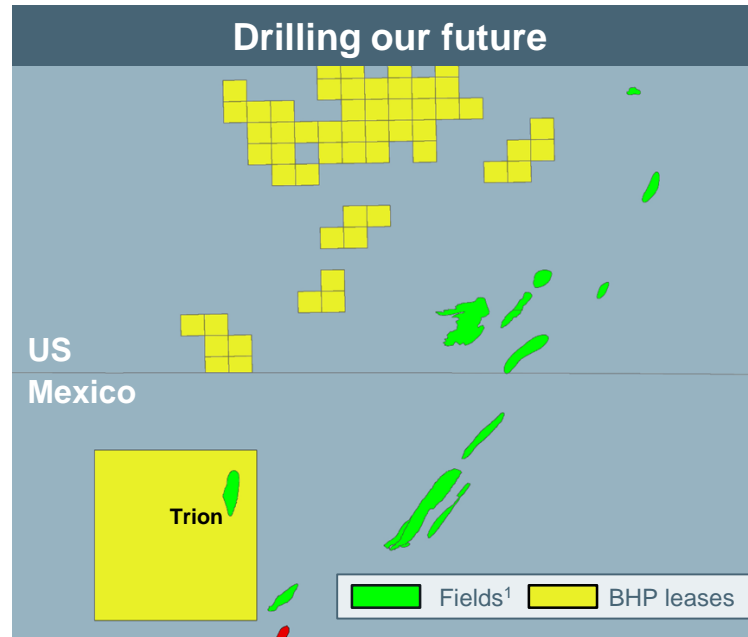 Drilling our future
US
Mexico
Trion
Fields¹ BHP leases